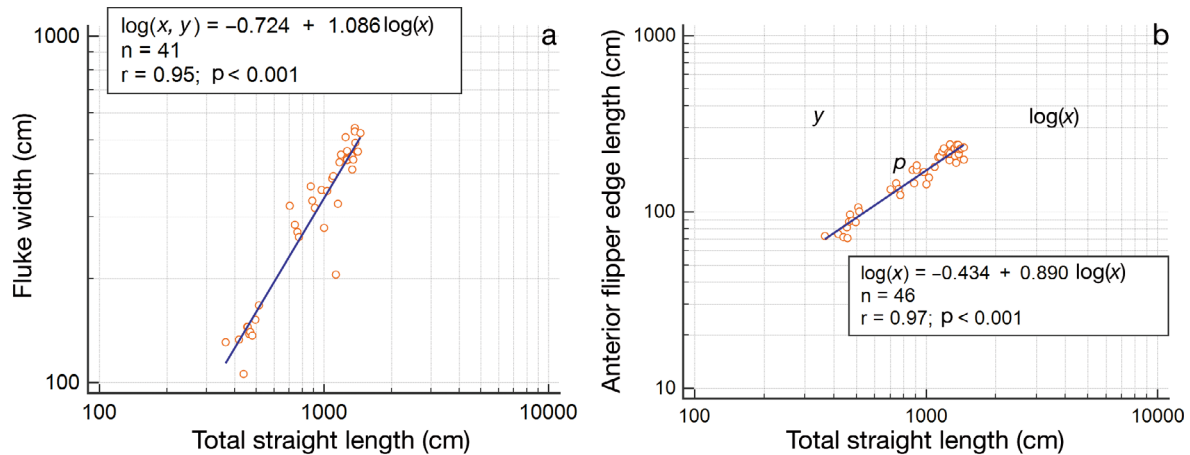 log(x, y) = −0.724 + 1.086 log(x)
n = 41
r = 0.95; p < 0.001
a
1000
100
Fluke width (cm)
100
1000
10000
Total straight length (cm)
b
1000
100
10
Anterior flipper edge length (cm)
y
log(x)
p
log(x) = −0.434 + 0.890 log(x)
n = 46
r = 0.97; p < 0.001
100
1000
10000
Total straight length (cm)